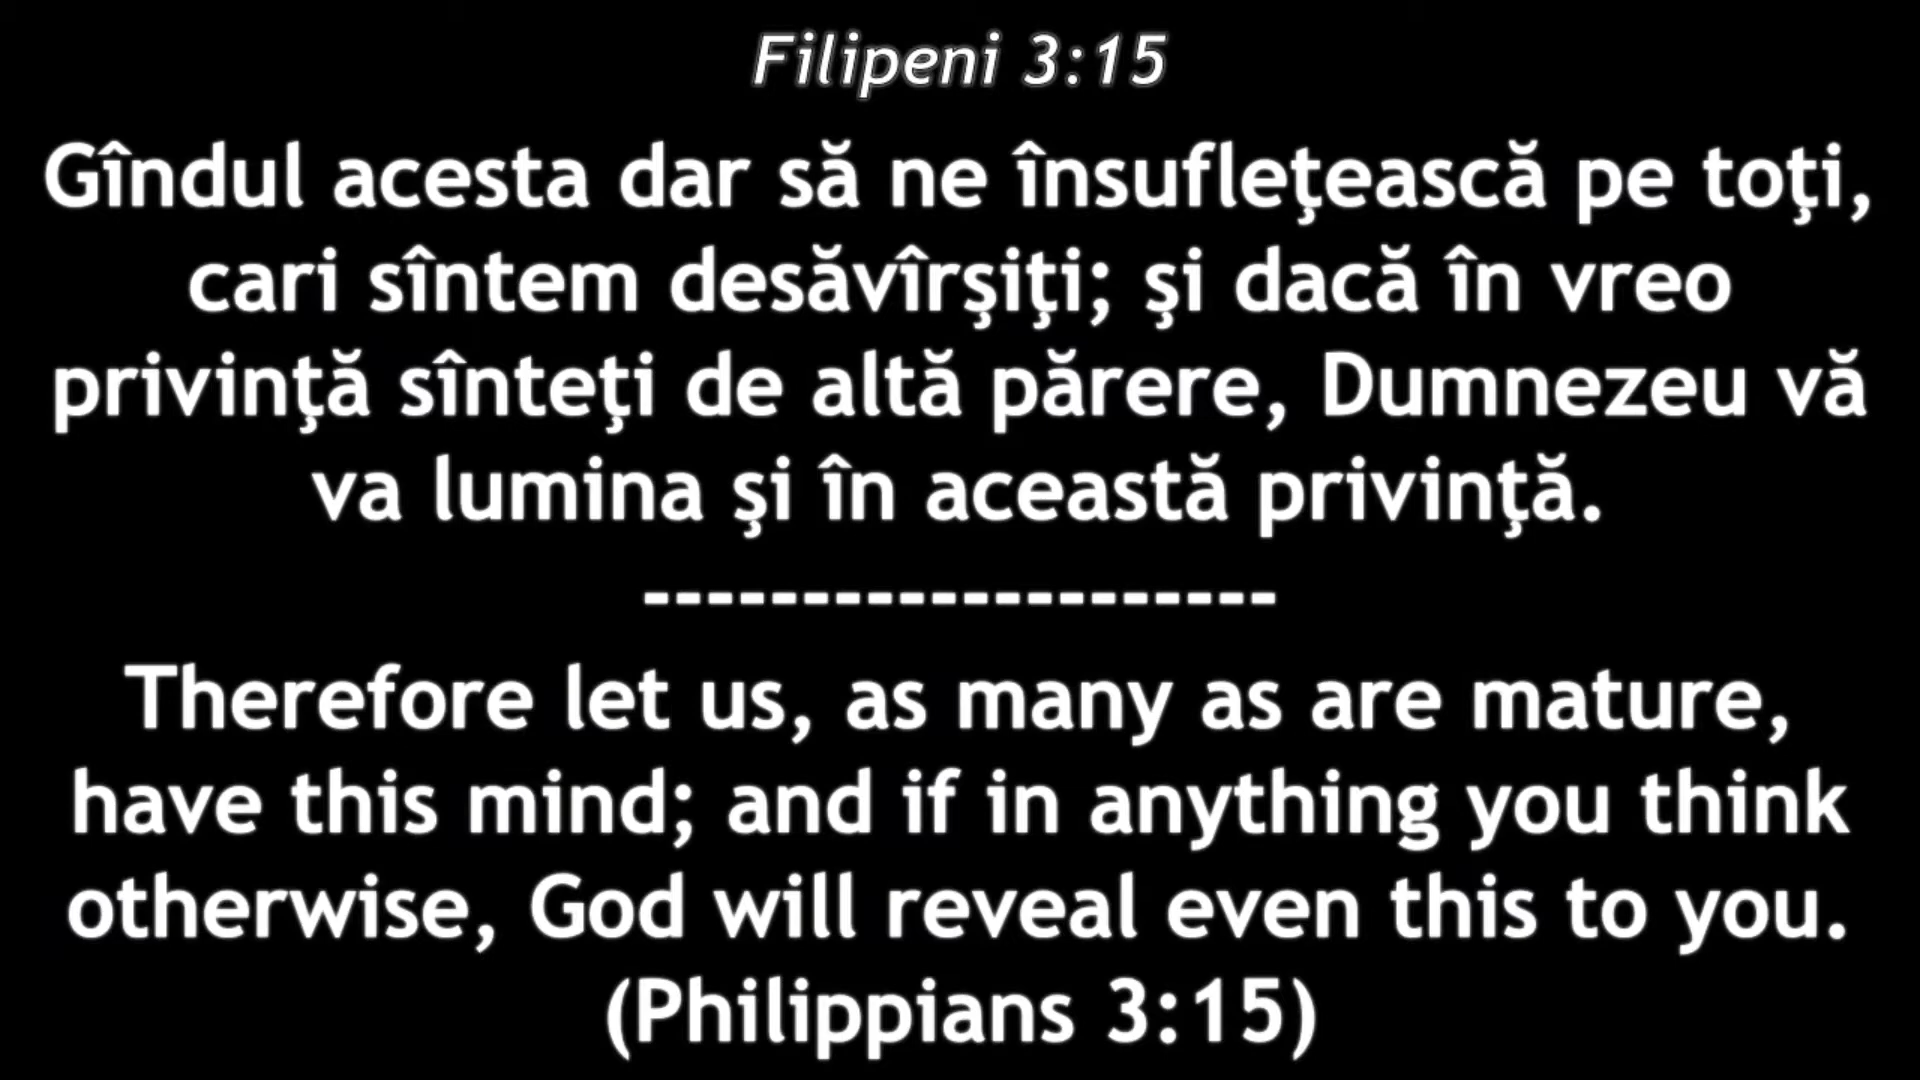 Filipeni 3:15
Gîndul acesta dar să ne însufleţească pe toţi,
cari sîntem desăvîrşiţi; şi dacă în vreo
privinţă sînteţi de altă părere, Dumnezeu vă
va lumina şi în această privinţă.
--------------------
Therefore let us, as many as are mature,
have this mind; and if in anything you think
otherwise, God will reveal even this to you.
(Philippians 3:15)